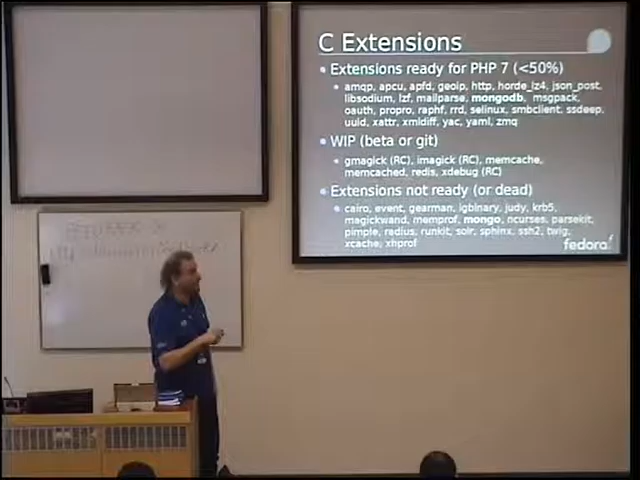 C Extensions
Extensions ready for PHP 7 (<50%)
amqp, apcu, apfd, geoip, http, horde_lz4, json_post,
libsodium, lzf, mailparse, mongodb, msgpack,
oauth, propro, raphf, rrd, selinux, smbclient, ssdeep,
uuid, xattr, xmldiff, yac, yaml, zmq
WIP (beta or git)
gmagick (RC), imagick (RC), memcache,
memcached, redis, xdebug (RC)
Extensions not ready (or dead)
cairo, event, gearman, igbinary, judy, krb5,
magickwand, memprof, mongo, ncurses, parsekit,
pimple, radius, runkit, solr, sphinx, ssh2, twig,
xcache, xhprof
fedora